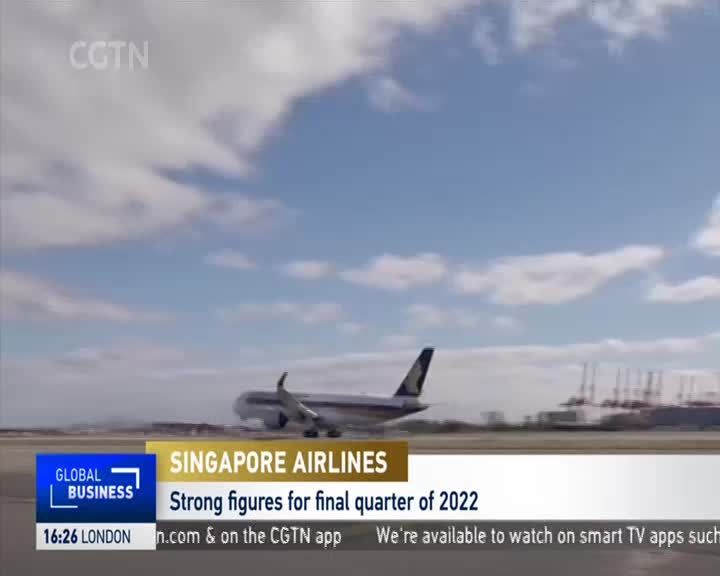 CGTN
SINGAPORE AIRLINES
GLOBAL
BUSINESS
Strong figures for final quarter of 2022
16:26 LONDON
n.com & on the CGTN app We're available to watch on smart TV apps such